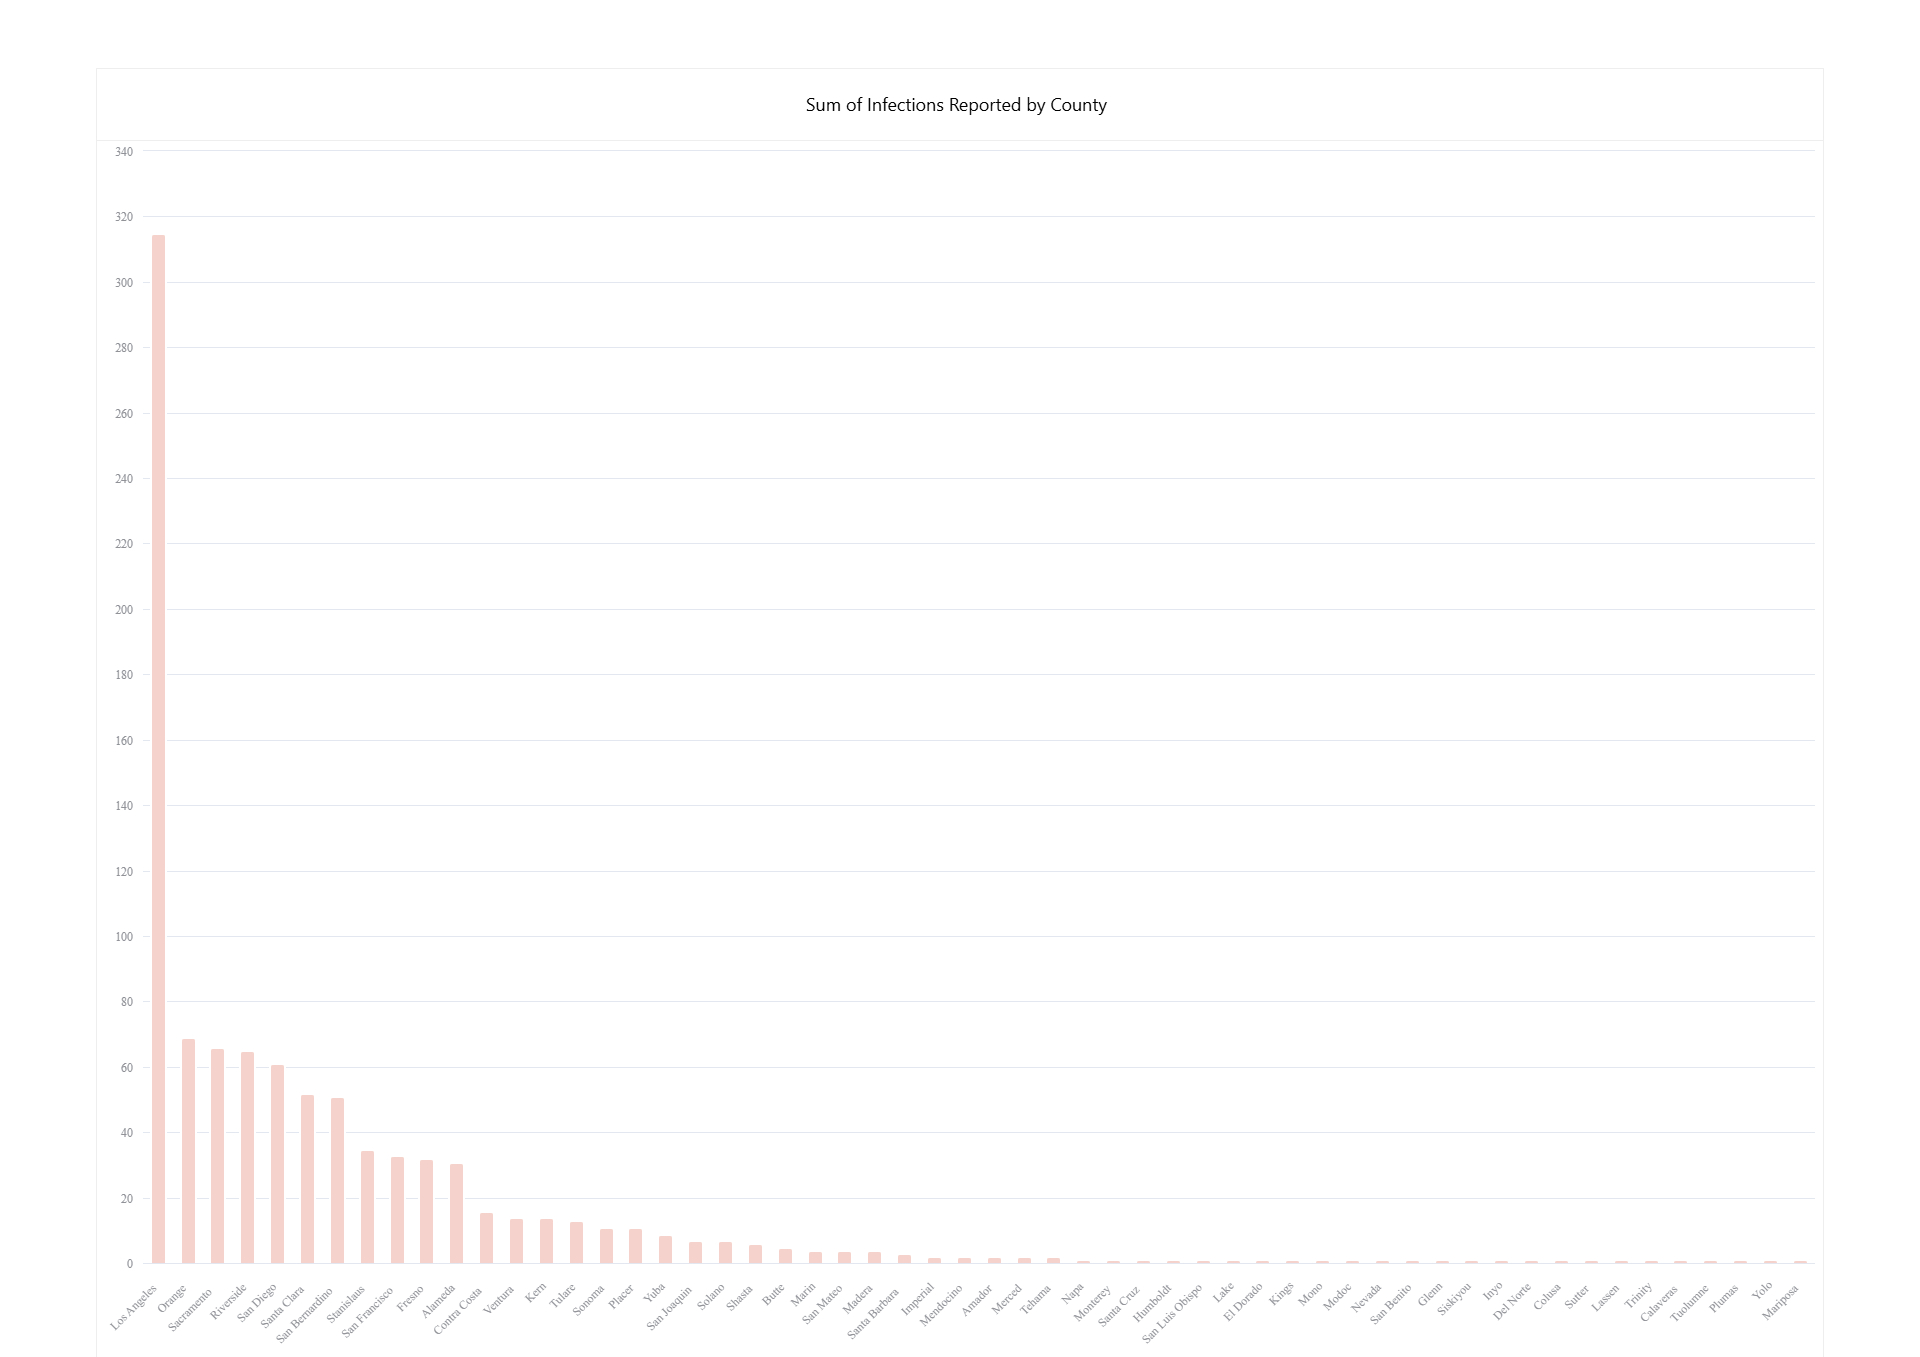 Sum of Infections Reported by County
340
320
300
280
260
240
220
200
180
160
140
120
100
80
60
40
20
0
Los Angeles
Orange
Sacramento
Riverside
San Diego
Santa Clara
San Bernardino
Stanislaus
San Francisco
Fresno
Alameda
Contra Costa
Ventura
Kern
Tulare
Sonoma
Placer
Yuba
San Joaquin
Solano
Shasta
Butte
Marin
San Mateo
Madera
Santa Barbara
Imperial
Mendocino
Amador
Merced
Tehama
Napa
Monterey
Santa Cruz
Humboldt
San Luis Obispo
Lake
El Dorado
Kings
Mono
Modoc
Nevada
San Benito
Glenn
Siskiyou
Inyo
Del Norte
Colusa
Sutter
Lassen
Trinity
Calaveras
Tuolumne
Plumas
Yolo
Mariposa